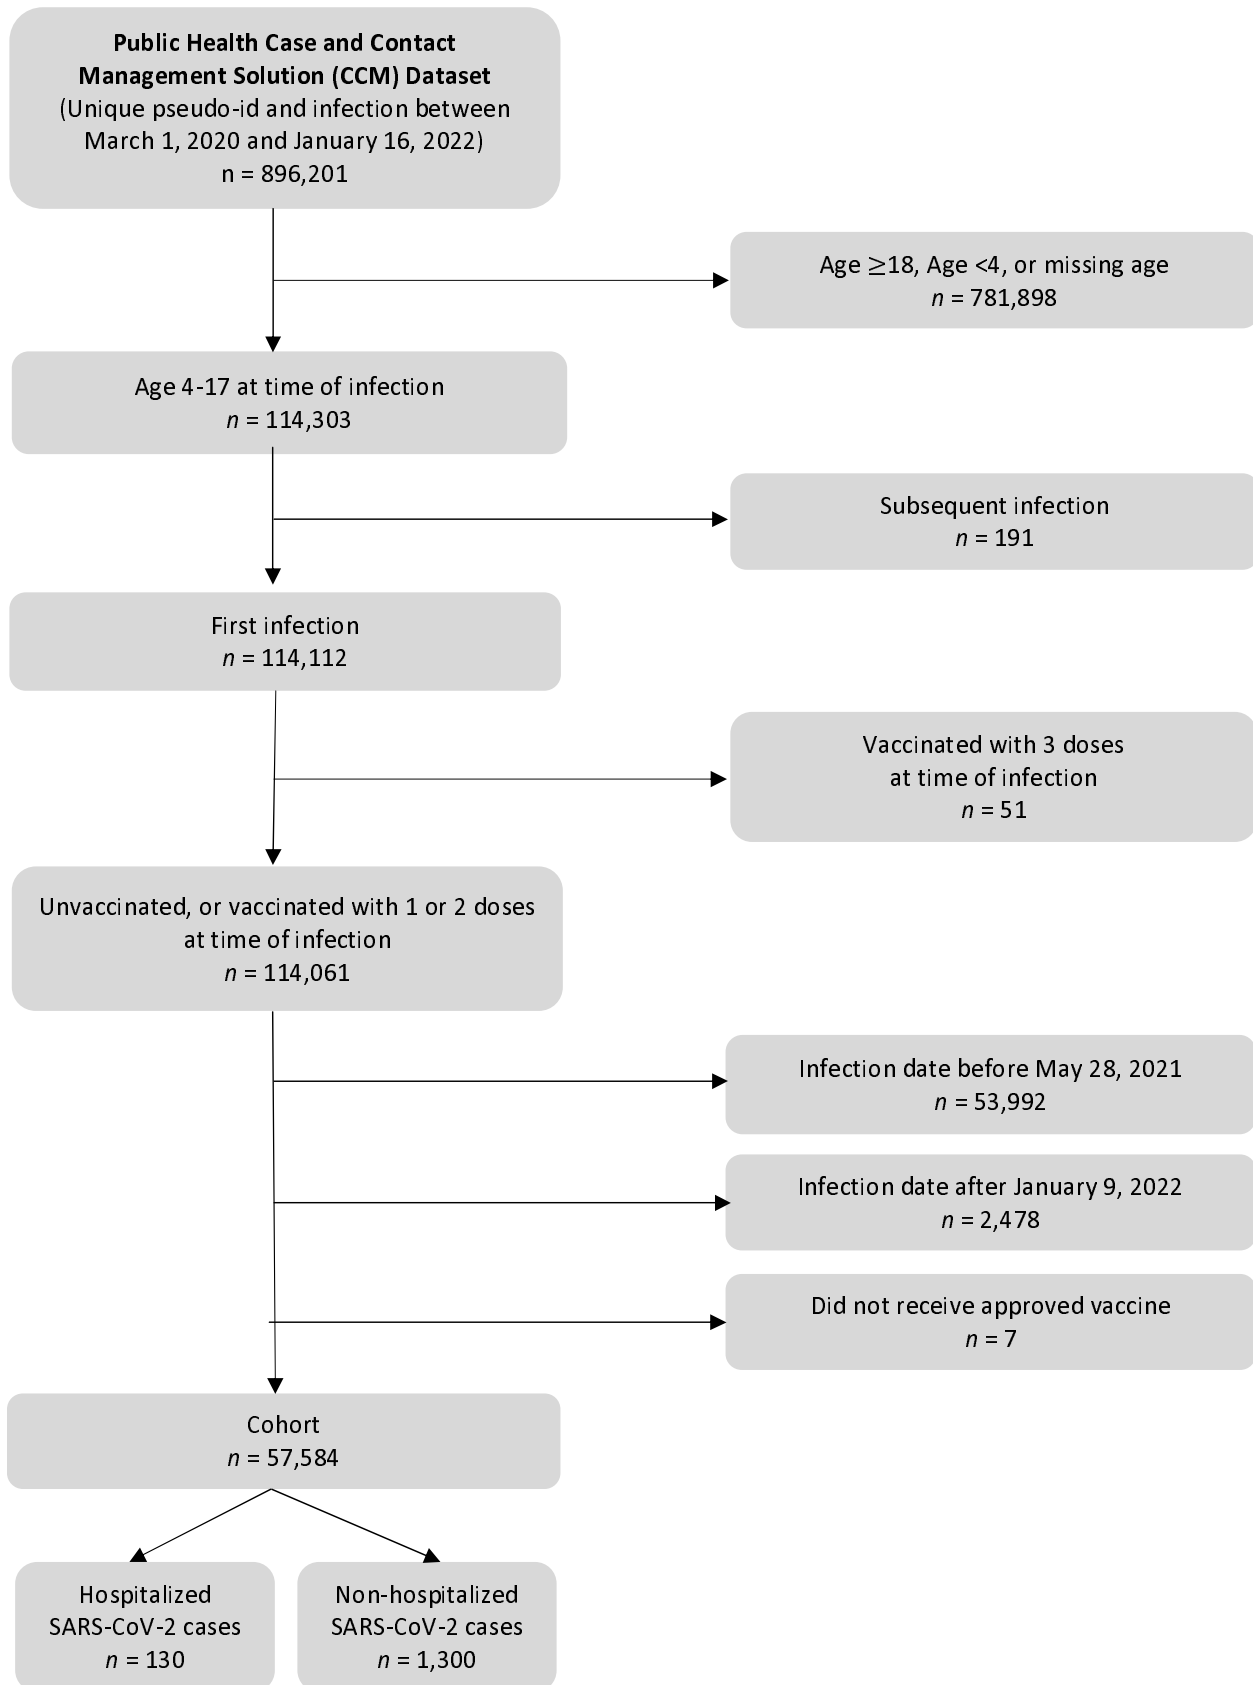 Public Health Case and Contact
Management Solution (CCM) Dataset
(Unique pseudo-id and infection between
March 1, 2020 and January 16, 2022)
n = 896,201
Age ≥18, Age <4, or missing age
n = 781,898
Age 4-17 at time of infection
n = 114,303
Subsequent infection
n = 191
First infection
n = 114,112
Vaccinated with 3 doses
at time of infection
n = 51
Unvaccinated, or vaccinated with 1 or 2 doses
at time of infection
n = 114,061
Infection date before May 28, 2021
n = 53,992
Infection date after January 9, 2022
n = 2,478
Did not receive approved vaccine
n = 7
Cohort
n = 57,584
Hospitalized
SARS-CoV-2 cases
n = 130
Non-hospitalized
SARS-CoV-2 cases
n = 1,300